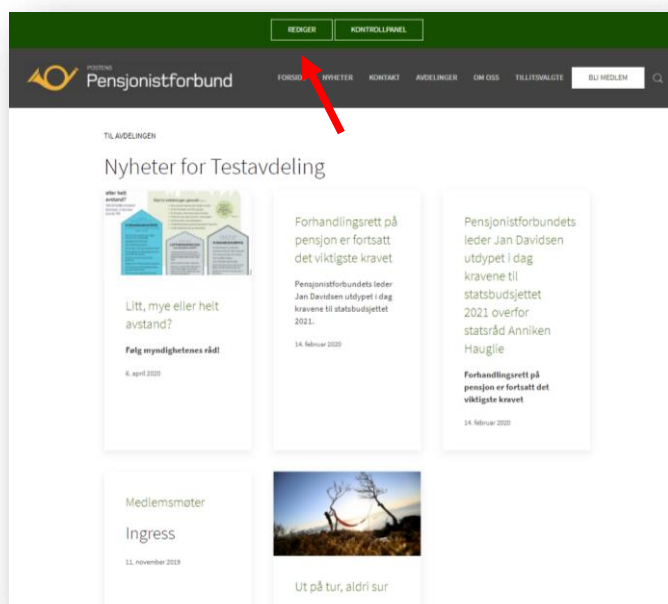 REDIGER
KONTROLLPANEL
POSTENS
Pensjonistforbund
NYHETER
KONTAKT
AVDELINGER
OM OSS
TILLITSVALGTE
BLI MEDLEM
TIL AVDELINGEN
Nyheter for Testavdeling
eller helt
avstand?
Litt, mye eller helt
avstand?
Følg myndighetenes råd!
6. april 2020
Forhandlingsrett på
pensjon er fortsatt
det viktigste kravet
Pensjonistforbundets leder
Jan Davidsen utdypet i dag
kravene til statsbudsjettet
2021.
14. februar 2020
Pensjonistforbundets
leder Jan Davidsen
utdypet i dag
kravene til
statsbudsjettet
2021 overfor
statsråd Anniken
Hauglie
Forhandlingsrett på
pensjon er fortsatt det
viktigste kravet
14. februar 2020
Medlemsmøter
Ingress
11. november 2019
Ut på tur, aldri sur